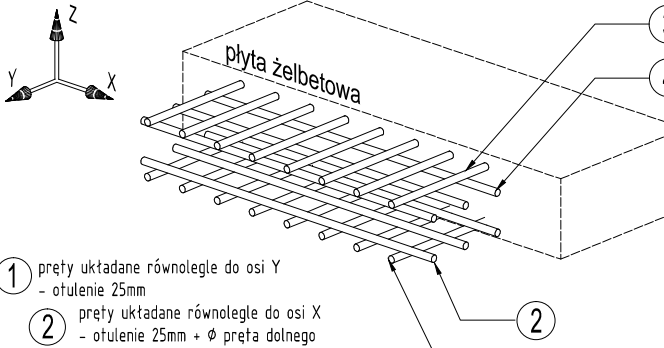 Z
Y
X
płyta żelbetowa
3
1 pręty układane równolegle do osi Y
- otulenie 25mm
2 pręty układane równolegle do osi X
- otulenie 25mm + ϕ pręta dolnego
2